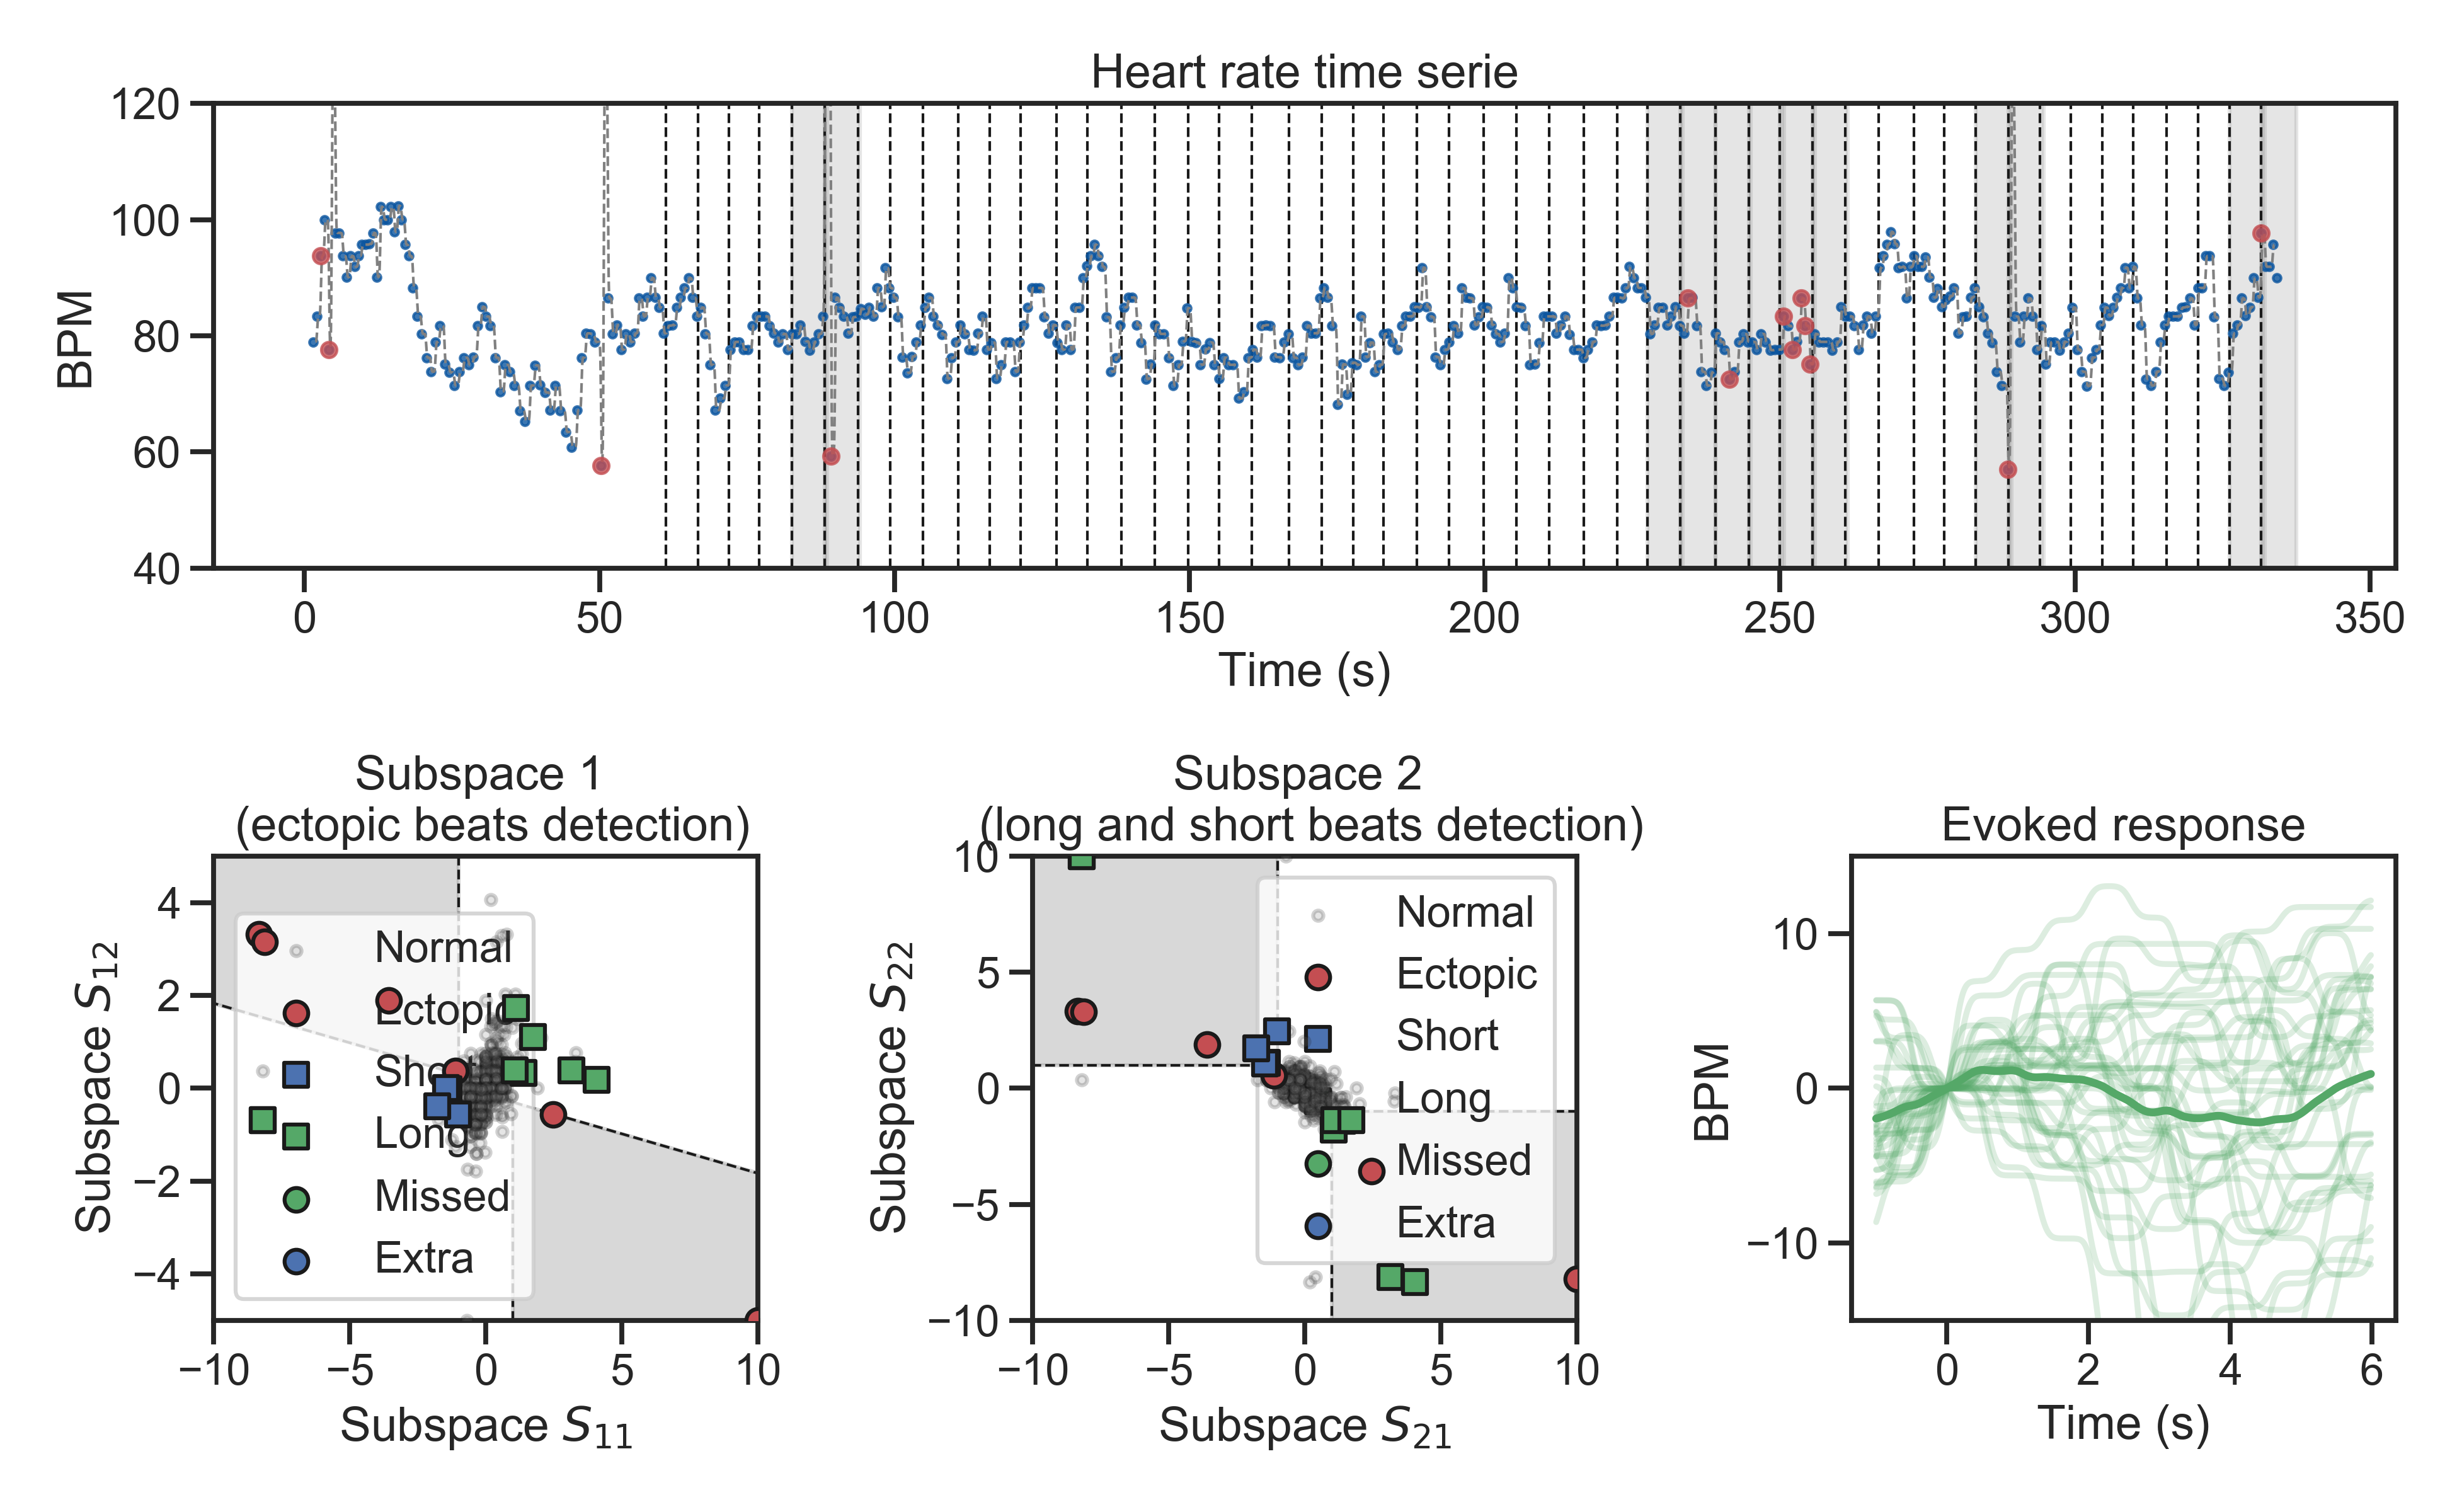 Heart rate time serie
120
100
80
60
40
BPM
0 50 100 150 200 250 300 350
Time (s)
Subspace 1
(ectopic beats detection)
4
2
0
−2
−4
Subspace S12
Normal
Ectopic
Short
Long
Missed
Extra
−10 −5 0 5 10
Subspace S11
Subspace 2
(long and short beats detection)
10
5
0
−5
−10
Subspace S22
Normal
Ectopic
Short
Long
Missed
Extra
−10 −5 0 5 10
Subspace S21
Evoked response
10
0
−10
BPM
0 2 4 6
Time (s)